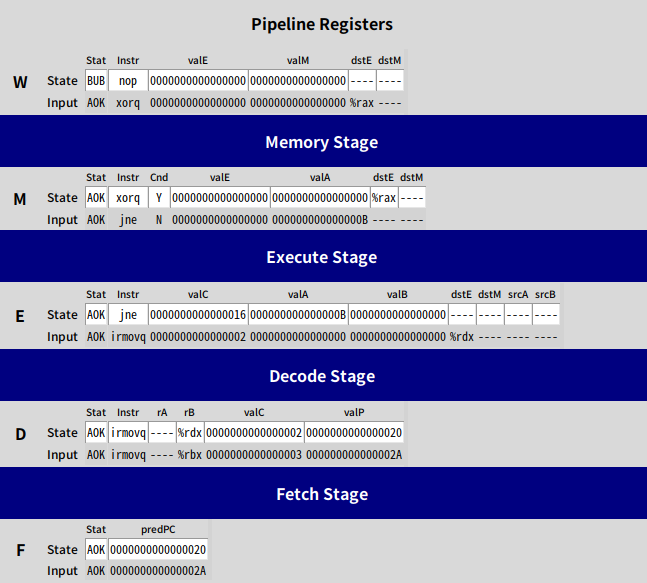 Pipeline Registers
Stat Instr valE valM dstE dstM
W State BUB nop 0000000000000000 0000000000000000 ---- ----
Input AOK xorq 0000000000000000 0000000000000000 %rax ----
Memory Stage
Stat Instr Cnd valE valA dstE dstM
M State AOK xorq Y 0000000000000000 0000000000000000 %rax ----
Input AOK jne N 0000000000000000 000000000000000B ---- ----
Execute Stage
Stat Instr valC valA valB dstE dstM srcA srcB
E State AOK jne 0000000000000016 000000000000000B 0000000000000000 ---- ---- ---- ----
Input AOK irmovq 0000000000000002 0000000000000000 0000000000000000 %rdx ---- ---- ----
Decode Stage
Stat Instr rA rB valC valP
D State AOK irmovq ---- %rdx 0000000000000002 0000000000000020
Input AOK irmovq ---- %rbx 0000000000000003 000000000000002A
Fetch Stage
Stat predPC
F State AOK 0000000000000020
Input AOK 000000000000002A